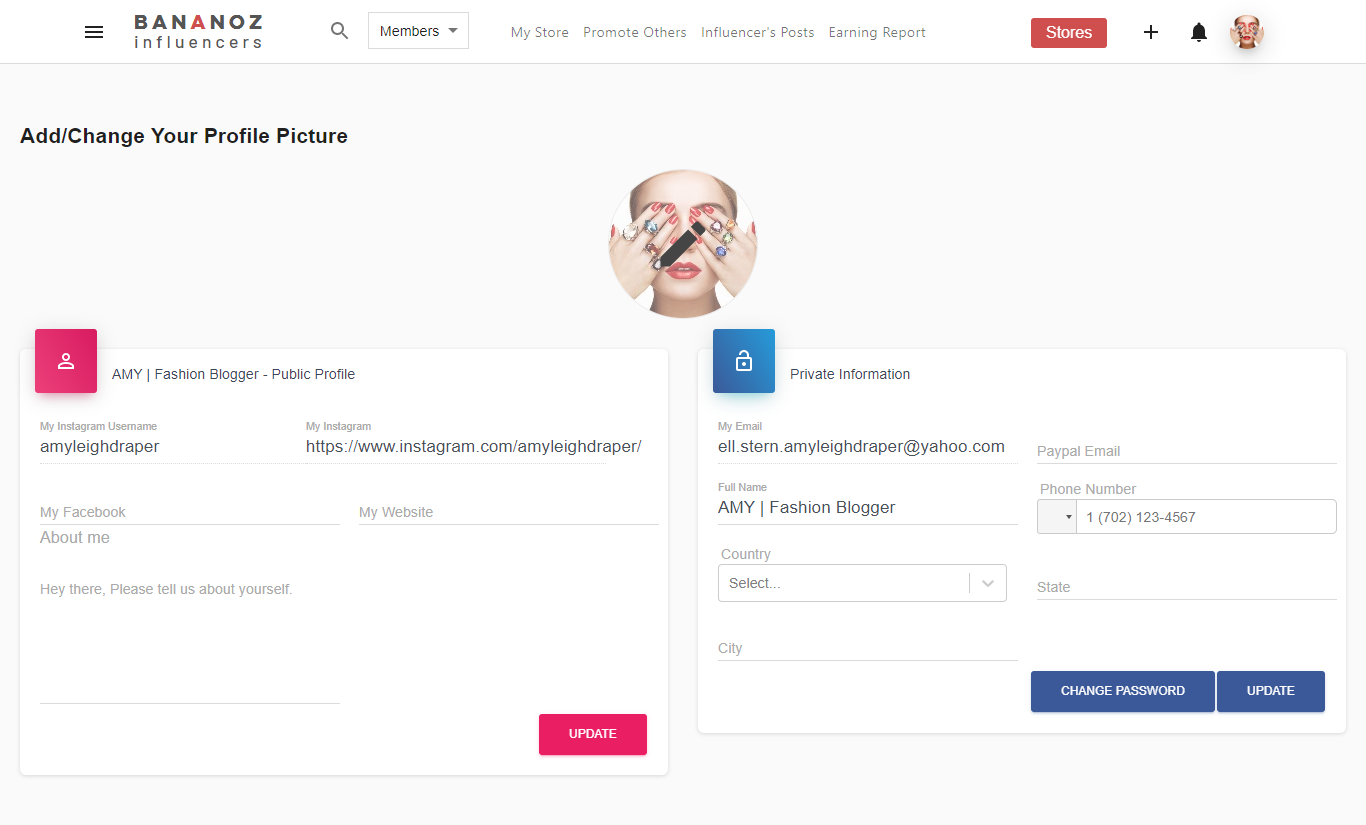 BANANOZ
influencers
Members
My Store Promote Others Influencer's Posts Earning Report
Stores
Add/Change Your Profile Picture
AMY | Fashion Blogger - Public Profile
My Instagram Username
amyleighdraper
My Instagram
https://www.instagram.com/amyleighdraper/
My Facebook
My Website
About me
Hey there, Please tell us about yourself.
UPDATE
Private Information
My Email
ell.stern.amyleighdraper@yahoo.com
Paypal Email
Full Name
AMY | Fashion Blogger
Phone Number
1 (702) 123-4567
Country
Select...
State
City
CHANGE PASSWORD
UPDATE